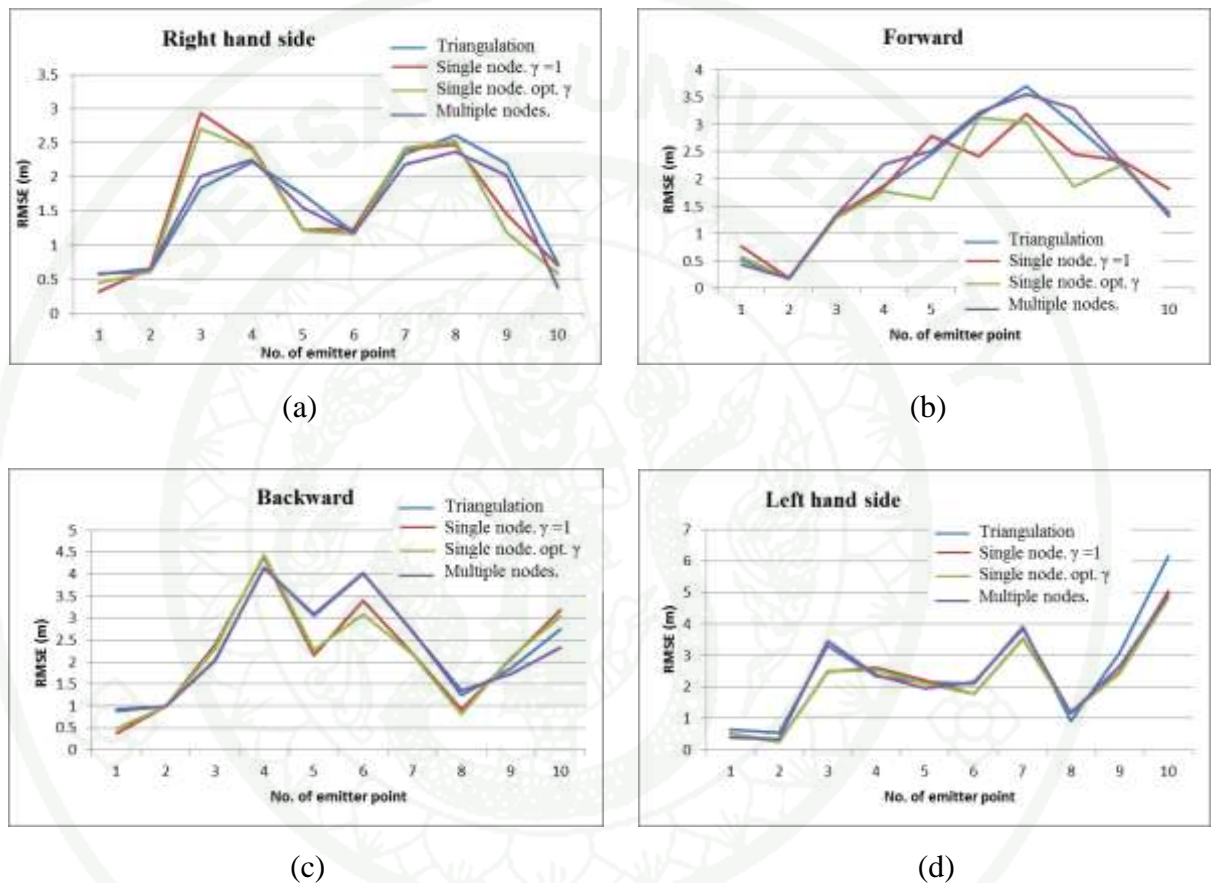 KASETSART UNIVERSITY
Right hand side
Triangulation
Single node. γ =1
Single node. opt. γ
Multiple nodes.
3.5
3
2.5
2
1.5
1
0.5
0
RMSE (m)
1 2 3 4 5 6 7 8 9 10
No. of emitter point
(a)
Forward
4
3.5
3
2.5
2
1.5
1
0.5
0
RMSE (m)
Triangulation
Single node. γ =1
Single node. opt. γ
Multiple nodes.
1 2 3 4 5 10
No. of emitter point
(b)
Backward
Triangulation
Single node. γ =1
Single node. opt. γ
Multiple nodes.
5
4.5
4
3.5
3
2.5
2
1.5
1
0.5
0
RMSE (m)
1 2 3 4 5 6 7 8 9 10
No. of emitter point
(c)
Left hand side
Triangulation
Single node. γ =1
Single node. opt. γ
Multiple nodes.
7
6
5
4
3
2
1
0
RMSE (m)
1 2 3 4 5 6 7 8 9 10
No. of emitter point
(d)